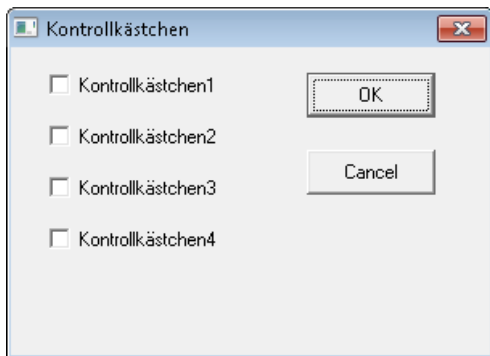 Kontrollkästchen
Kontrollkästchen1
OK
Kontrollkästchen2
Cancel
Kontrollkästchen3
Kontrollkästchen4